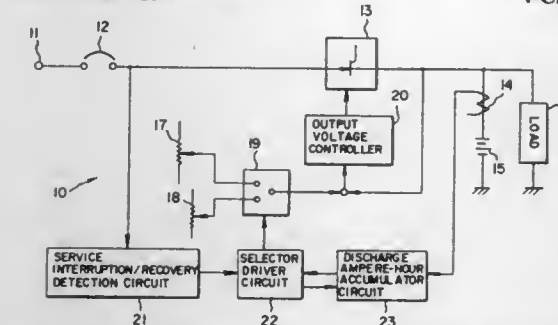 13
11
12
14
20
17
OUTPUT
VOLTAGE
CONTROLLER
LOAD
19
15
10
18
SERVICE
INTERRUPTION/RECOVERY
DETECTION CIRCUIT
SELECTOR
DRIVER
CIRCUIT
DISCHARGE
AMPERE-HOUR
ACCUMULATOR
CIRCUIT
21
22
23